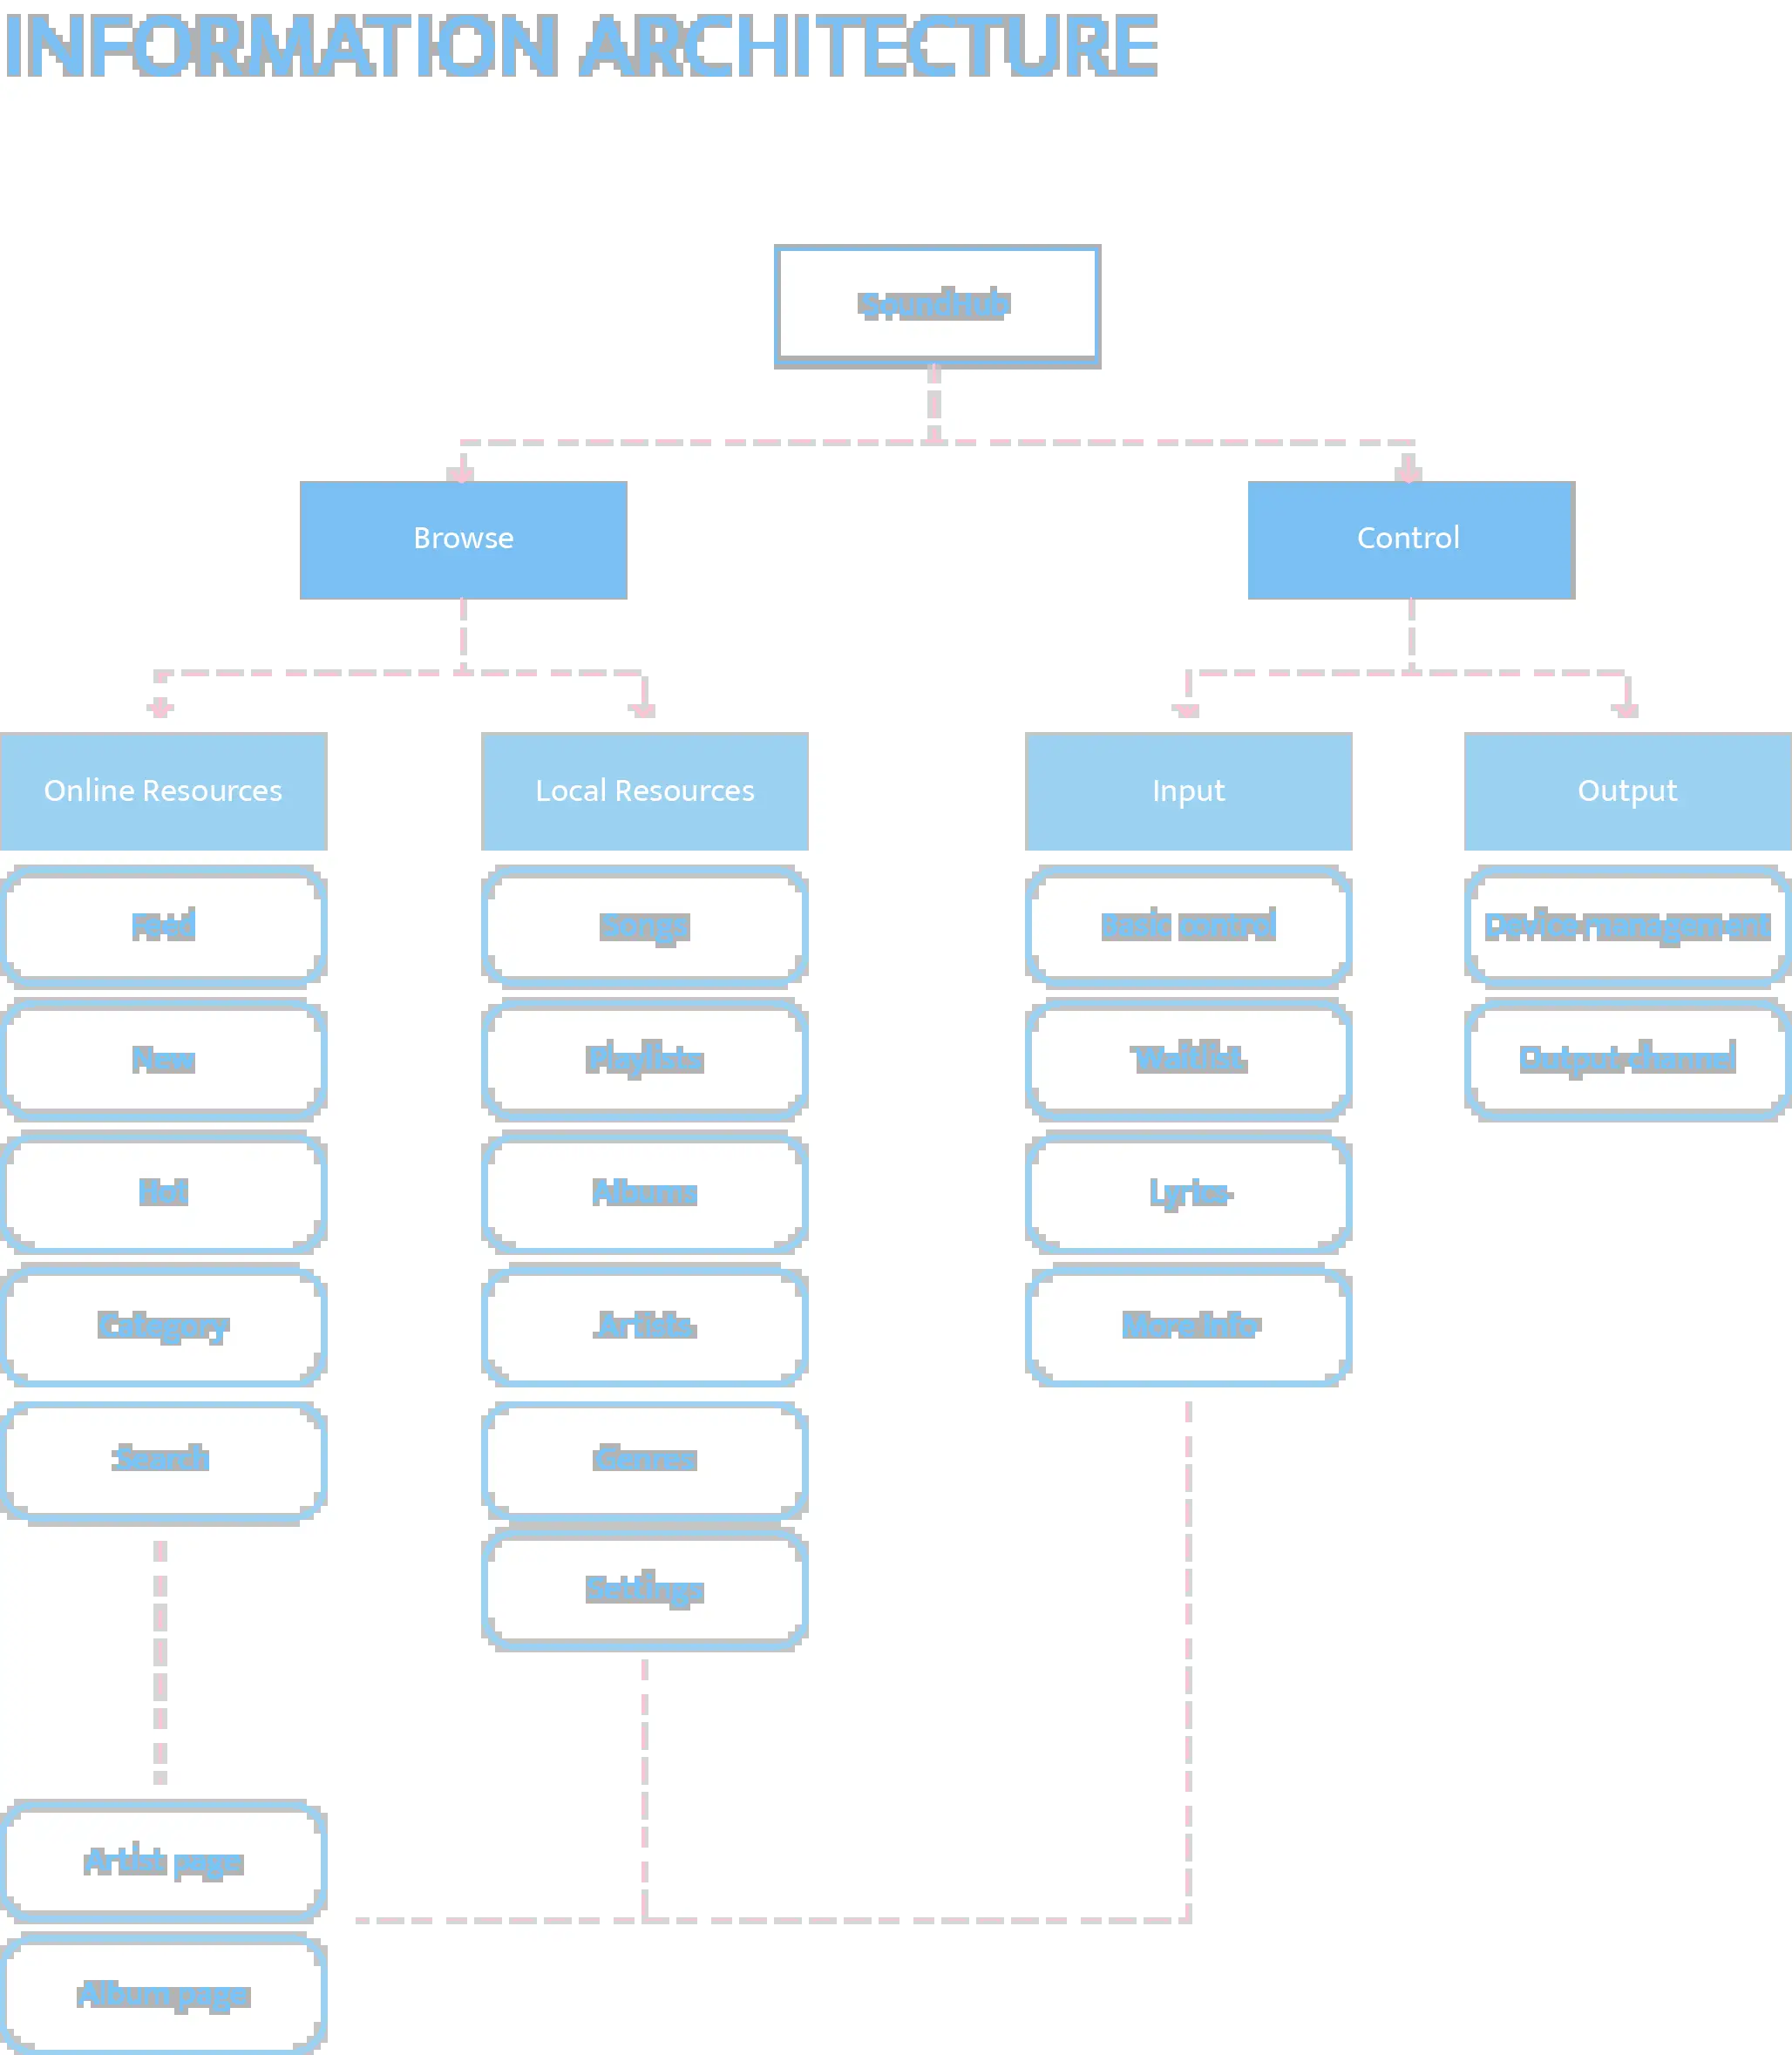 INFORMATION ARCHITECTURE
SoundHub
Browse
Control
Online Resources
Local Resources
Input
Output
Feed
Songs
Basic control
Device management
New
Playlists
Waitlist
Output channel
Hot
Albums
Lyrics
Category
Artists
More Info
Search
Genres
Settings
Artist page
Album page